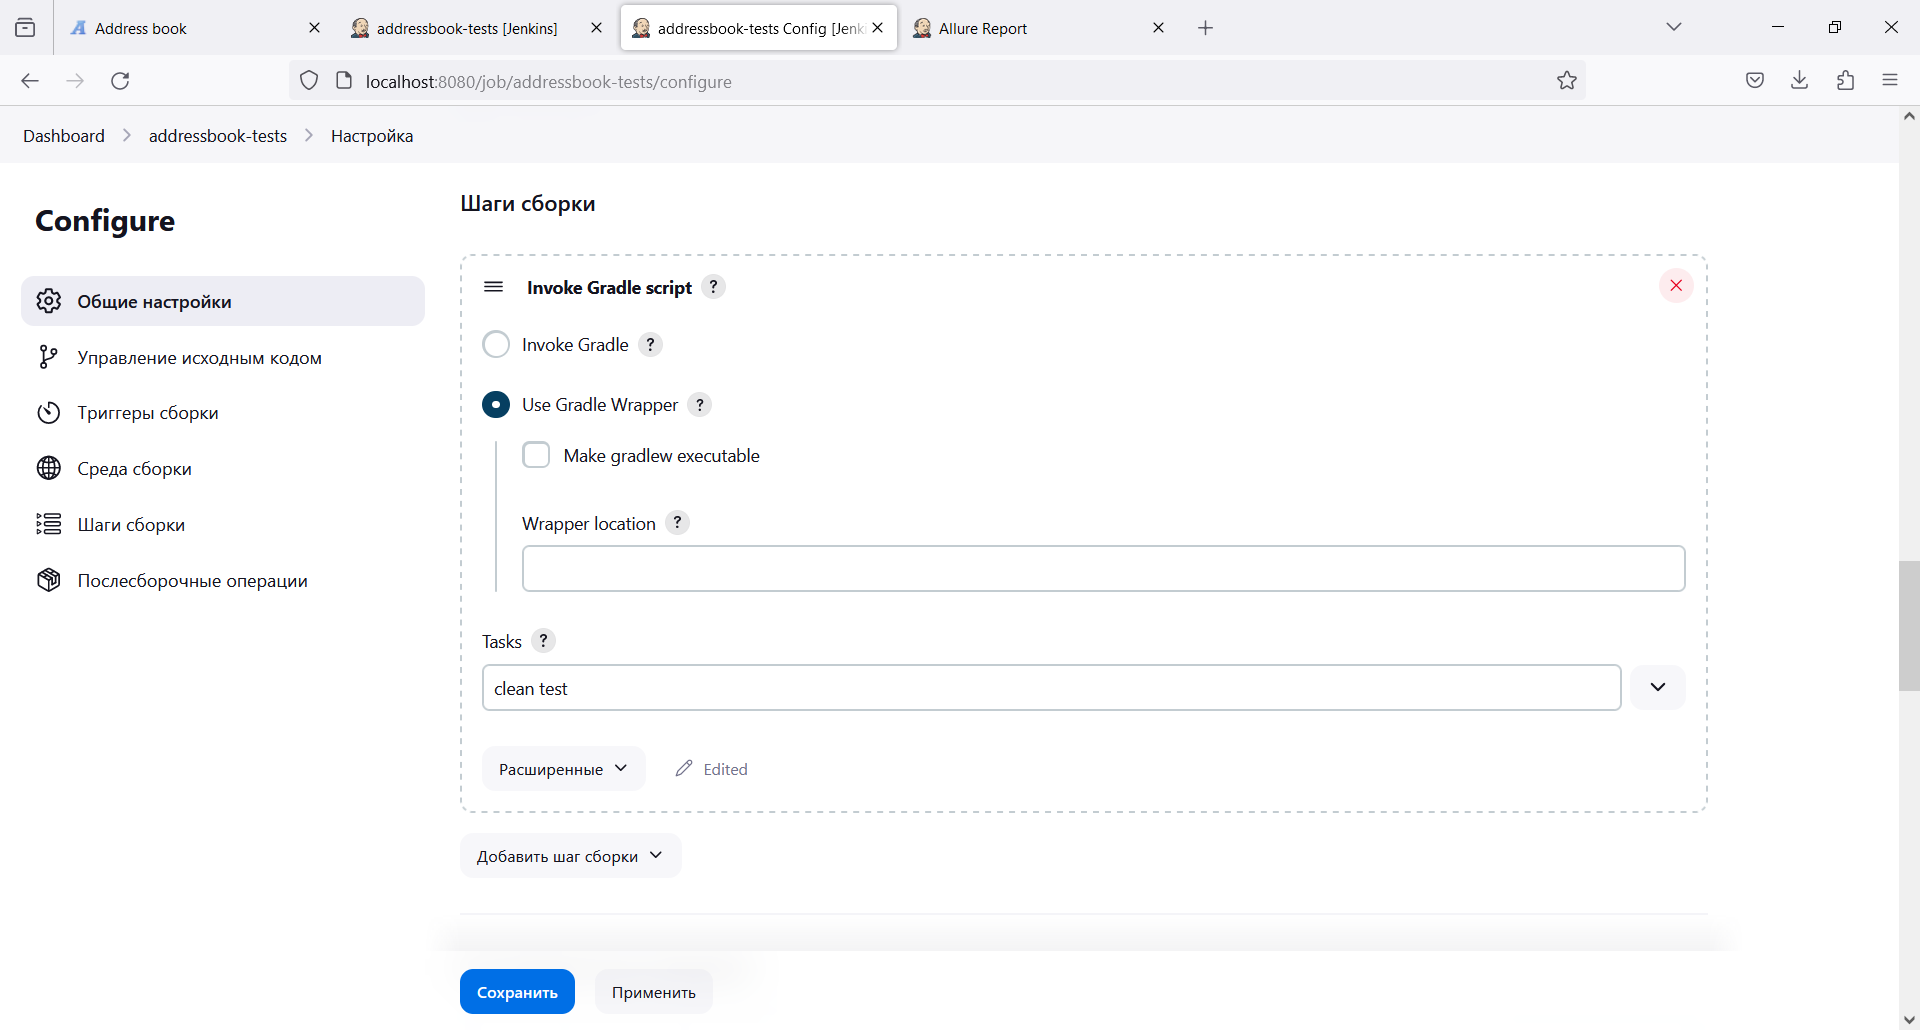 Address book
addressbook-tests [Jenkins]
addressbook-tests Config [Jenki
Allure Report
localhost:8080/job/addressbook-tests/configure
Dashboard
addressbook-tests
Настройка
Configure
Общие настройки
Управление исходным кодом
Триггеры сборки
Среда сборки
Шаги сборки
Послесборочные операции
Шаги сборки
Invoke Gradle script ?
Invoke Gradle ?
Use Gradle Wrapper ?
Make gradlew executable
Wrapper location ?
Tasks ?
clean test
Расширенные
Edited
Добавить шаг сборки
Сохранить
Применить